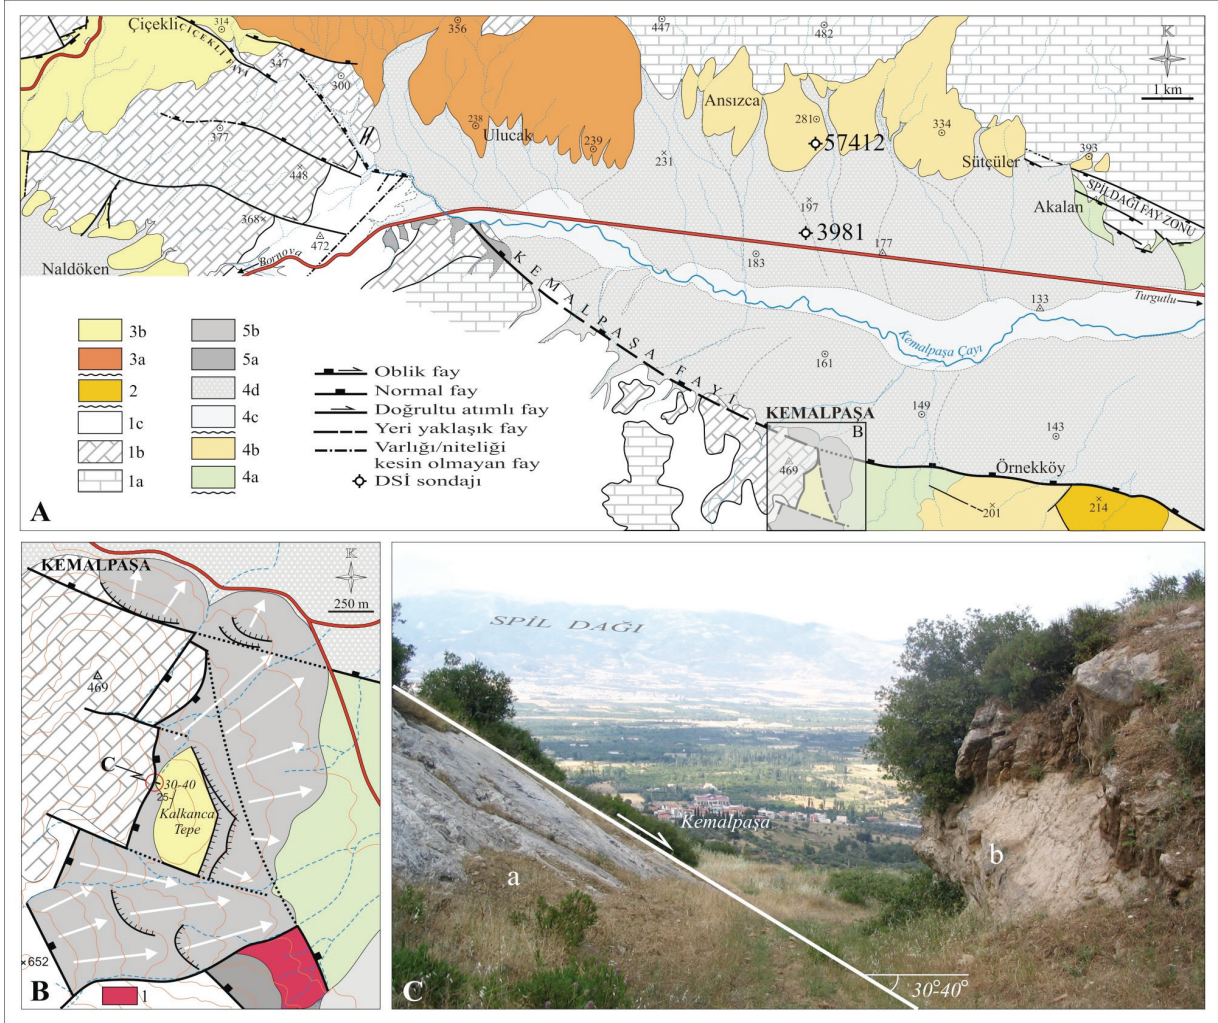 Çiçekli
314
ÇİÇEKLİ FAYI
356
447
482
K
1 km
347
300
Ansızca
377
238
Ulucak
239
281
57412
334
Sütçüler
393
231
448
SPİLDAĞI FAY ZONU
Akalan
368
472
197
3981
177
Bornova
Naldöken
183
133
Turgutlu
KEMALPAŞA FAYI
Kemalpaşa Çayı
3b
5b
3a
5a
2
4d
1c
4c
1b
4b
1a
4a
Oblik fay
Normal fay
Doğrultu atımlı fay
Yeri yaklaşık fay
Varlığı/niteliği
kesin olmayan fay
DSİ sondajı
161
149
143
KEMALPAŞA
B
469
Örnekköy
201
214
A
KEMALPAŞA
K
250 m
469
C
30-40
25
Kalkanca
Tepe
652
1
B
SPİL DAĞI
Kemalpaşa
a
b
30°-40°
C